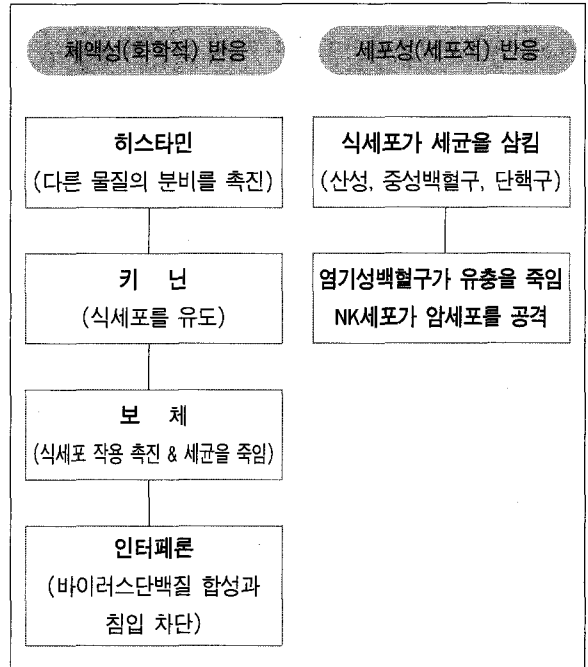 체액성(화학적) 반응
히스타민
(다른 물질의 분비를 촉진)
키 닌
(식세포를 유도)
보 체
(식세포 작용 촉진 & 세균을 죽임)
인터페론
(바이러스단백질 합성과
침입 차단)
세포성(세포적) 반응
식세포가 세균을 삼킴
(산성, 중성백혈구, 단핵구)
염기성백혈구가 유충을 죽임
NK세포가 암세포를 공격